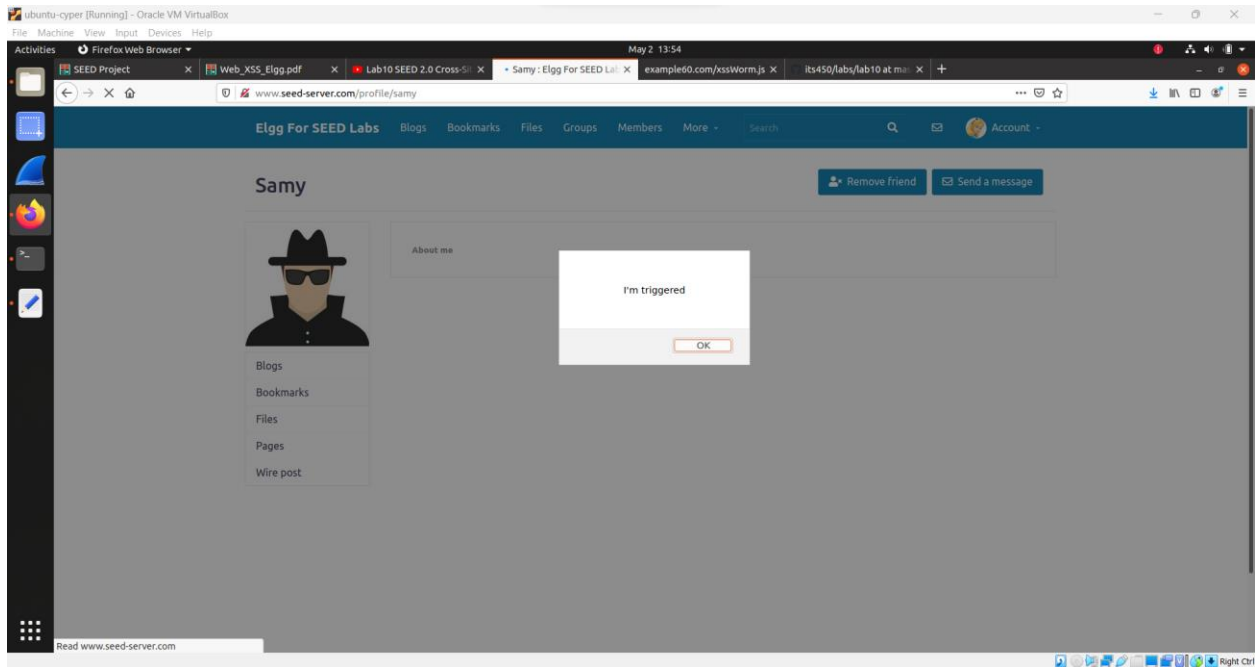 ubuntu-cyper [Running] - Oracle VM VirtualBox
File Machine View Input Devices Help
Activities Firefox Web Browser May 2 13:54
SEED Project Web_XSS_Elgg.pdf Lab10 SEED 2.0 Cross-Si Samy : Elgg For SEED La example60.com/xssWorm.js its450/labs/lab10 at ma
www.seed-server.com/profile/samy
Elgg For SEED Labs Blogs Bookmarks Files Groups Members More Search Account
Samy Remove friend Send a message
About me
I'm triggered
OK
Blogs
Bookmarks
Files
Pages
Wire post
Read www.seed-server.com
Right Ctrl